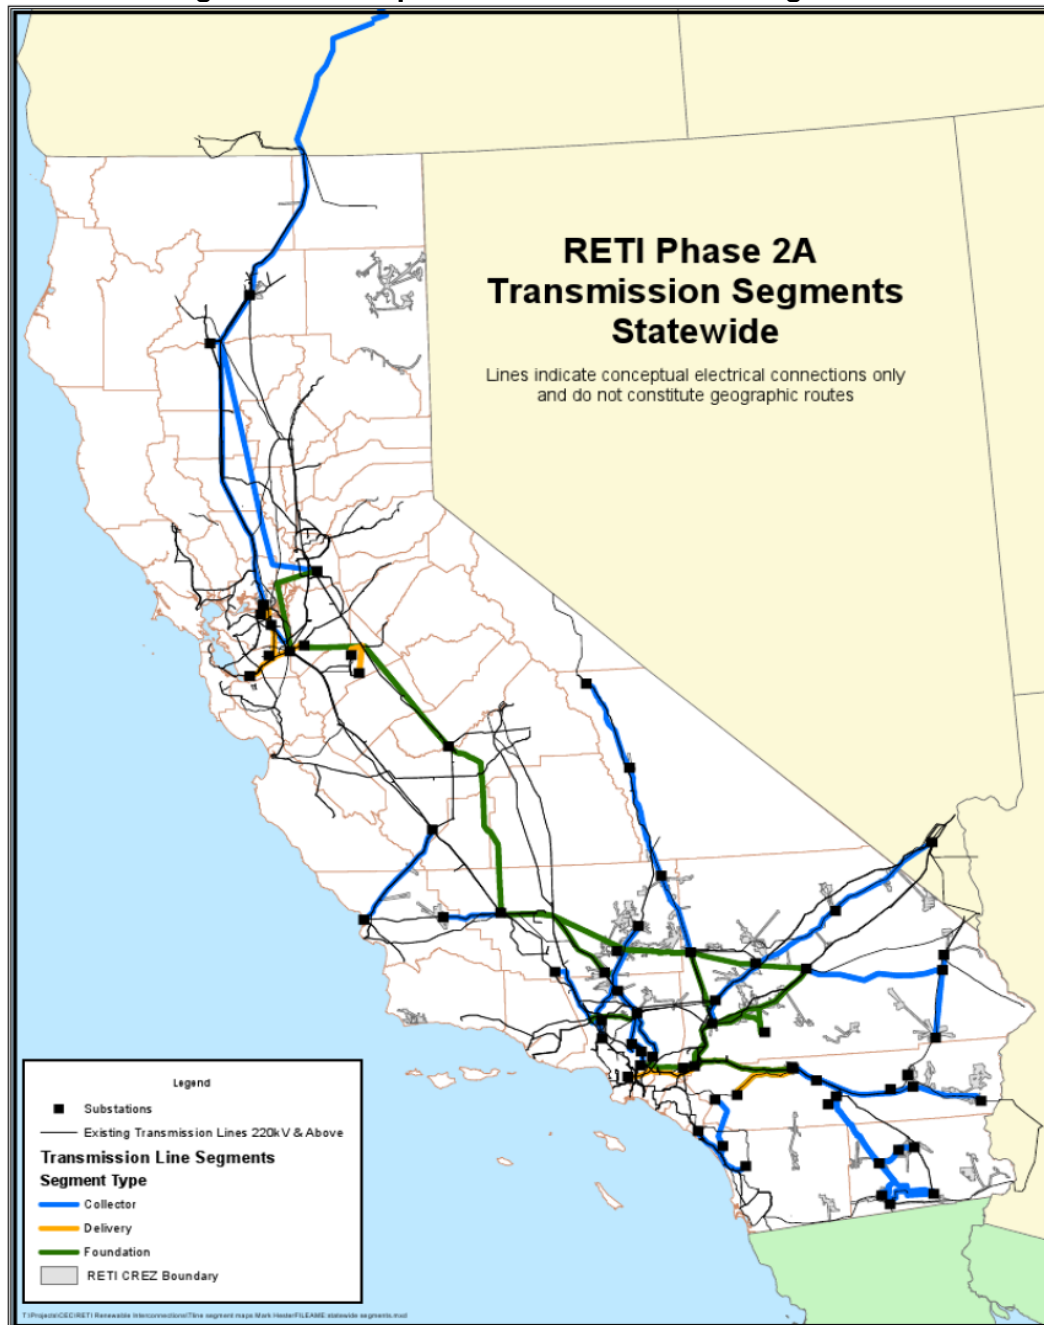 RETI Phase 2A
Transmission Segments
Statewide
Lines indicate conceptual electrical connections only
and do not constitute geographic routes
Legend
Substations
Existing Transmission Lines 220kV & Above
Transmission Line Segments
Segment Type
Collector
Delivery
Foundation
RETI CREZ Boundary